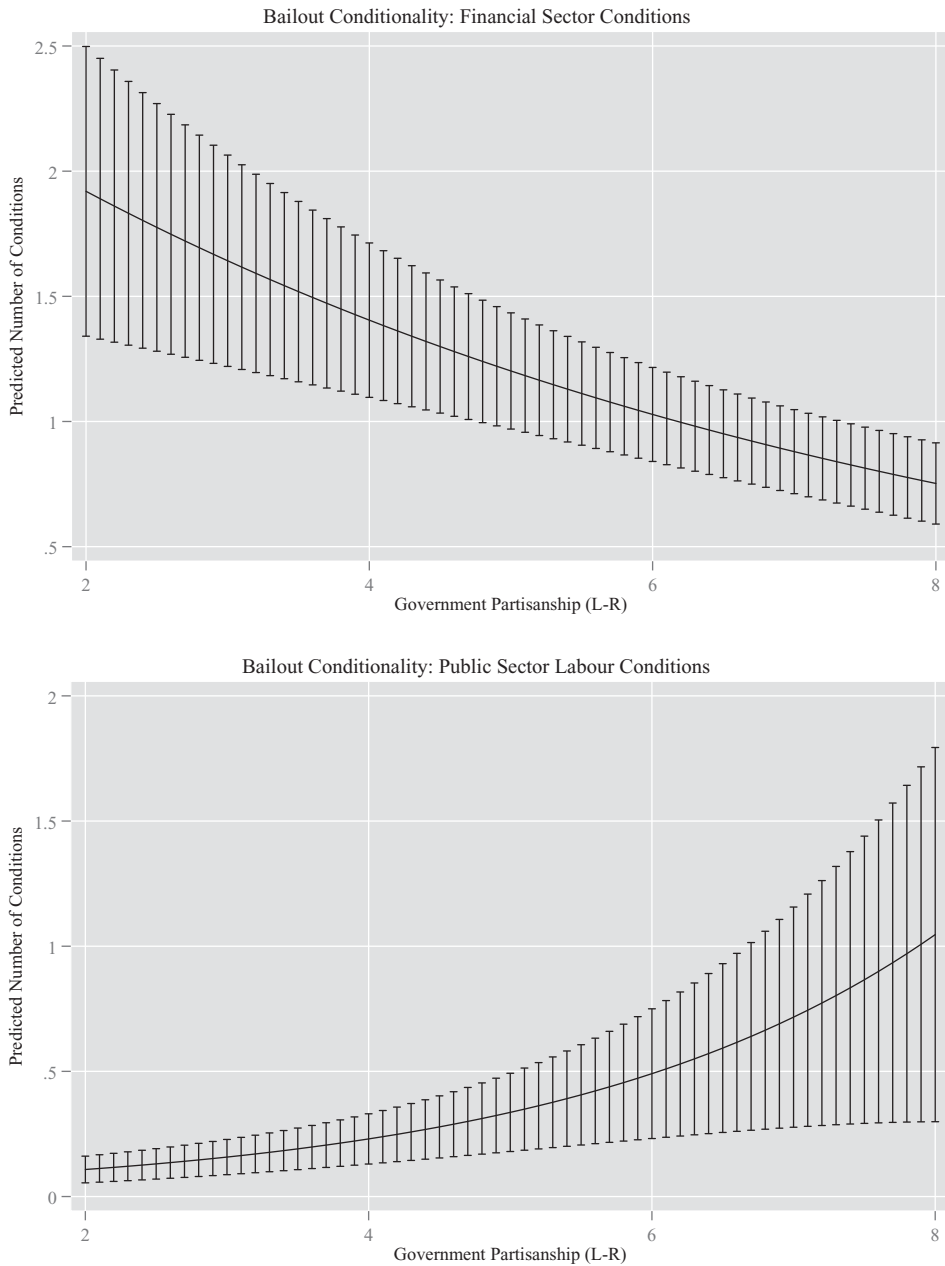 Bailout Conditionality: Financial Sector Conditions
2.5
2
1.5
1
.5
Predicted Number of Conditions
2 4 6 8
Government Partisanship (L-R)
Bailout Conditionality: Public Sector Labour Conditions
2
1.5
1
.5
0
Predicted Number of Conditions
2 4 6 8
Government Partisanship (L-R)